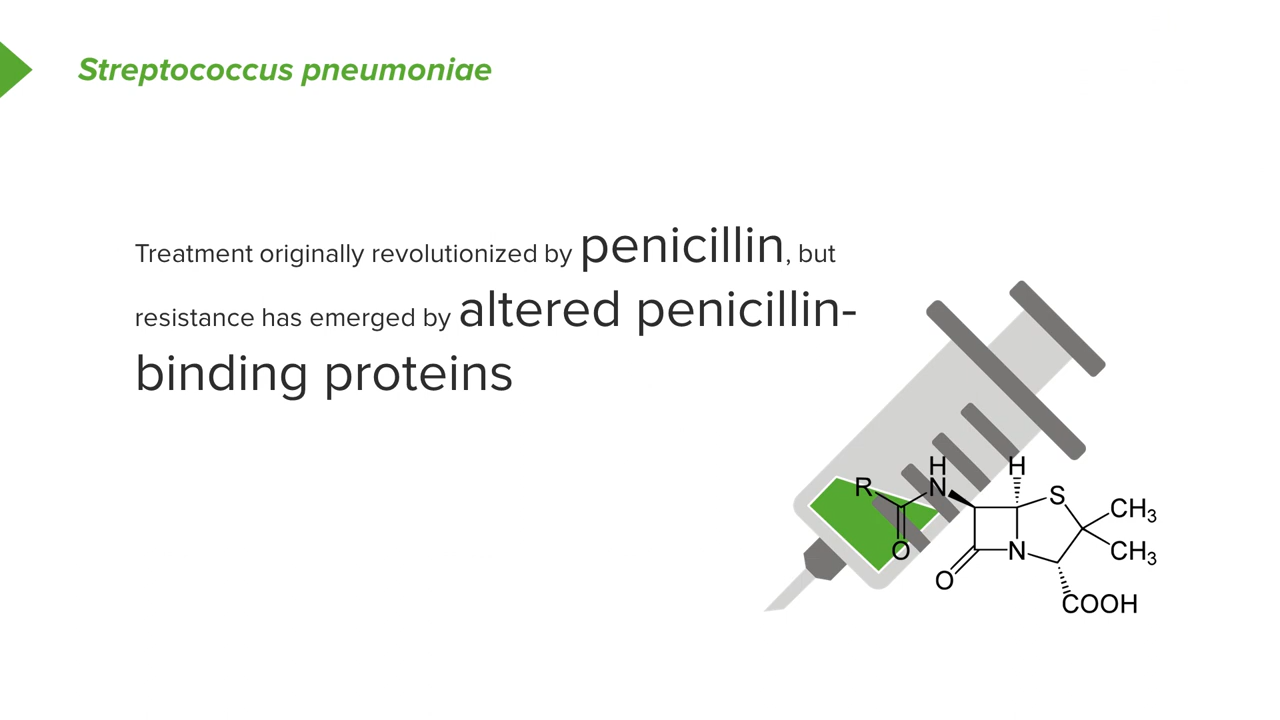 Streptococcus pneumoniae
Treatment originally revolutionized by penicillin, but
resistance has emerged by altered penicillin-
binding proteins
H H
R N S CH3
O N CH3
O
COOH